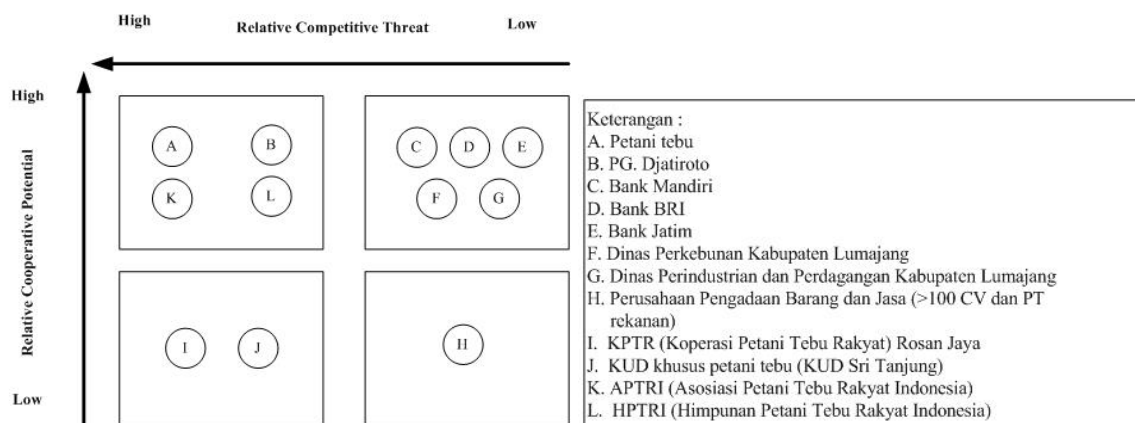 High
Relative Competitive Threat
Low
High
Relative Cooperative Potential
Low
A
B
K
L
C
D
E
F
G
I
J
H
Keterangan :
A. Petani tebu
B. PG. Djatiroto
C. Bank Mandiri
D. Bank BRI
E. Bank Jatim
F. Dinas Perkebunan Kabupaten Lumajang
G. Dinas Perindustrian dan Perdagangan Kabupaten Lumajang
H. Perusahaan Pengadaan Barang dan Jasa (>100 CV dan PT
rekanan)
I. KPTR (Koperasi Petani Tebu Rakyat) Rosan Jaya
J. KUD khusus petani tebu (KUD Sri Tanjung)
K. APTRI (Asosiasi Petani Tebu Rakyat Indonesia)
L. HPTRI (Himpunan Petani Tebu Rakyat Indonesia)